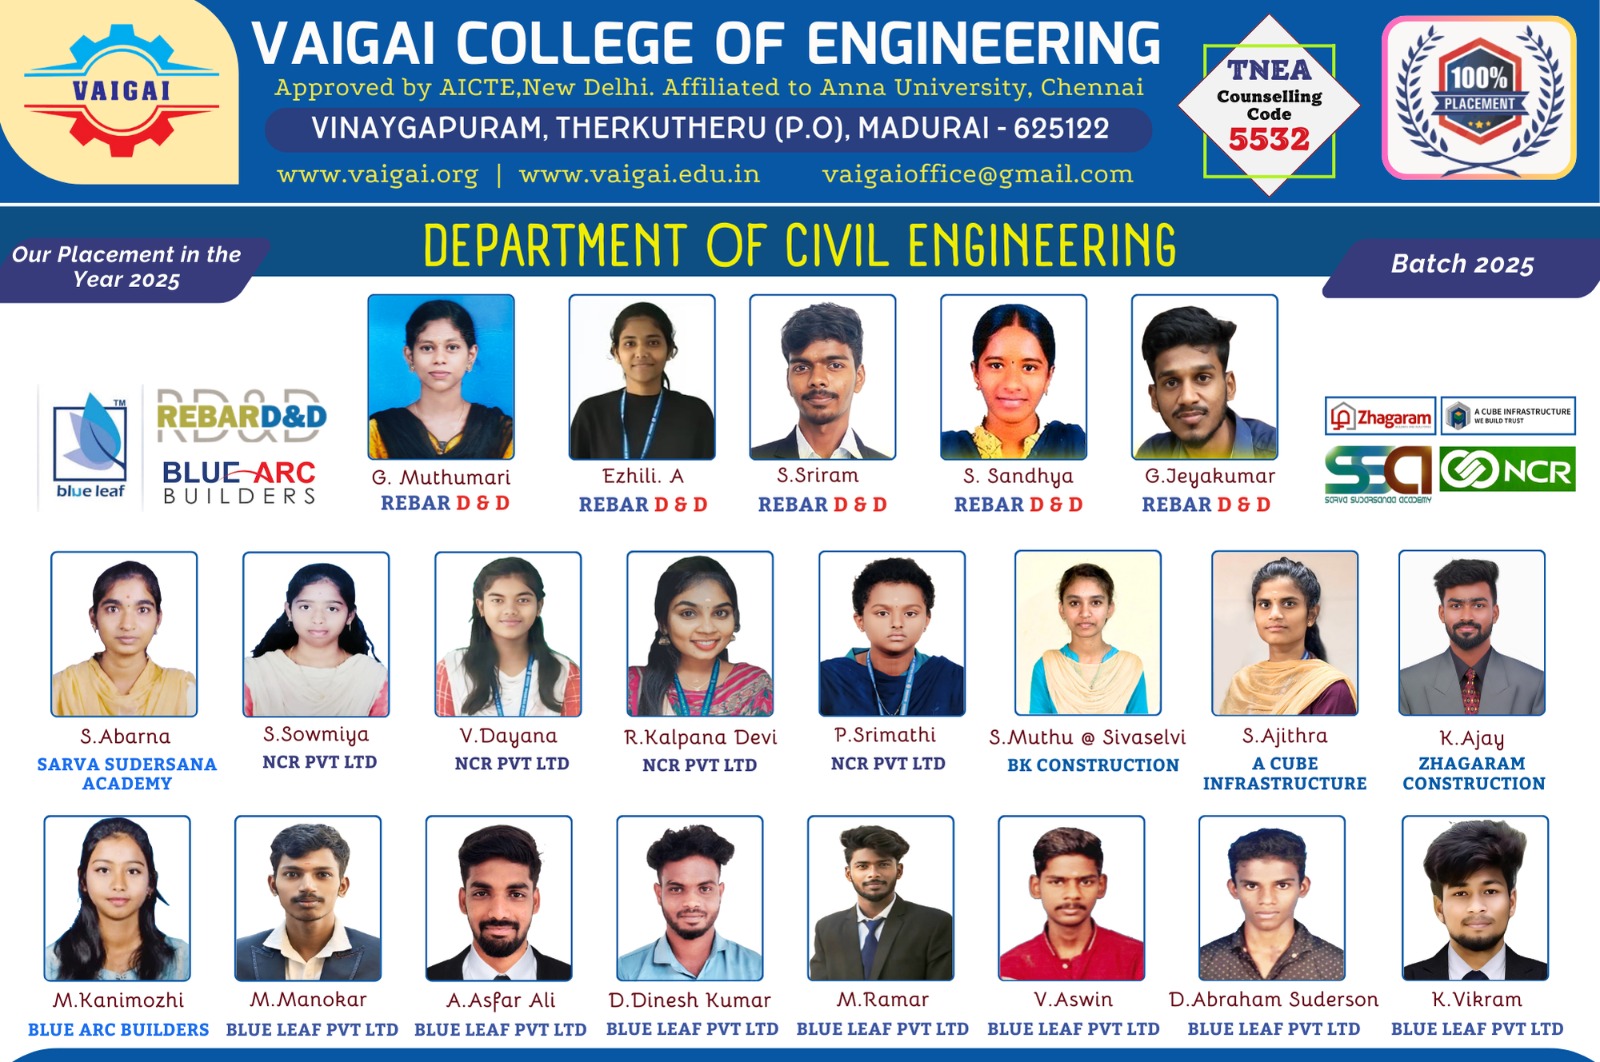 VAIGAI
VAIGAI COLLEGE OF ENGINEERING
Approved by AICTE,New Delhi. Affiliated to Anna University, Chennai
VINAYGAPURAM, THERKUTHERU (P.O), MADURAI - 625122
www.vaigai.org | www.vaigai.edu.in vaigaioffice@gmail.com
TNEA
Counselling
Code
5532
100%
PLACEMENT
Our Placement in the
Year 2025
DEPARTMENT OF CIVIL ENGINEERING
Batch 2025
TM
blue leaf
RD&D
REBARD&D
BLUE ARC
BUILDERS
Zhagaram
A CUBE INFRASTRUCTURE
WE BUILD TRUST
SSA
SARVA SUDARSANAA ACADEMY
NCR
G. Muthumari
REBAR D & D
Ezhili. A
REBAR D & D
S.Sriram
REBAR D & D
S. Sandhya
REBAR D & D
G.Jeyakumar
REBAR D & D
S.Abarna
SARVA SUDERSANA
ACADEMY
S.Sowmiya
NCR PVT LTD
V.Dayana
NCR PVT LTD
R.Kalpana Devi
NCR PVT LTD
P.Srimathi
NCR PVT LTD
S.Muthu @ Sivaselvi
BK CONSTRUCTION
S.Ajithra
A CUBE
INFRASTRUCTURE
K.Ajay
ZHAGARAM
CONSTRUCTION
M.Kanimozhi
BLUE ARC BUILDERS
M.Manokar
BLUE LEAF PVT LTD
A.Asfar Ali
BLUE LEAF PVT LTD
D.Dinesh Kumar
BLUE LEAF PVT LTD
M.Ramar
BLUE LEAF PVT LTD
V.Aswin
BLUE LEAF PVT LTD
D.Abraham Suderson
BLUE LEAF PVT LTD
K.Vikram
BLUE LEAF PVT LTD